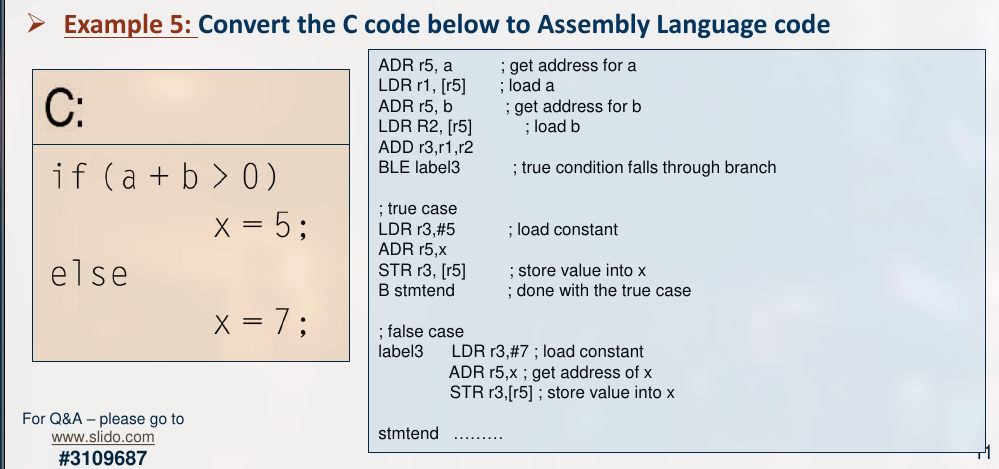 ➢ Example 5: Convert the C code below to Assembly Language code
C:
if (a + b > 0)
x = 5;
else
x = 7;
ADR r5, a ; get address for a
LDR r1, [r5] ; load a
ADR r5, b ; get address for b
LDR R2, [r5] ; load b
ADD r3,r1,r2
BLE label3 ; true condition falls through branch
; true case
LDR r3,#5 ; load constant
ADR r5,x
STR r3, [r5] ; store value into x
B stmtend ; done with the true case
; false case
label3 LDR r3,#7 ; load constant
ADR r5,x ; get address of x
STR r3,[r5] ; store value into x
stmtend ………
For Q&A – please go to
www.slido.com
#3109687